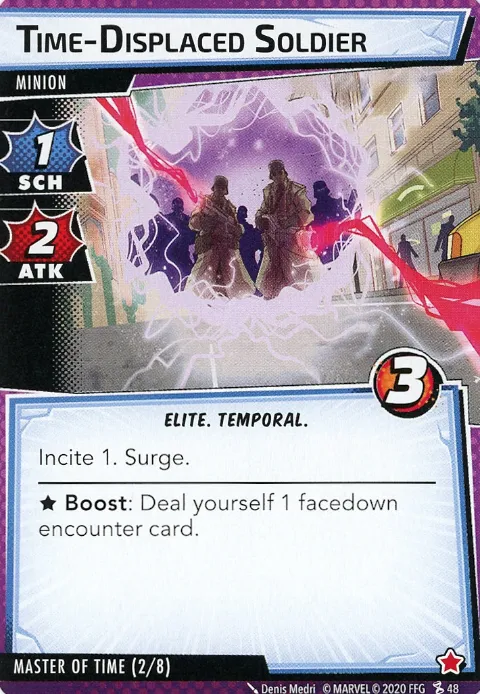 TIME-DISPLACED SOLDIER
MINION
1
SCH
2
ATK
3
ELITE. TEMPORAL.
Incite 1. Surge.
★ Boost: Deal yourself 1 facedown
encounter card.
MASTER OF TIME (2/8)
Denis Medri © MARVEL © 2020 FFG 48